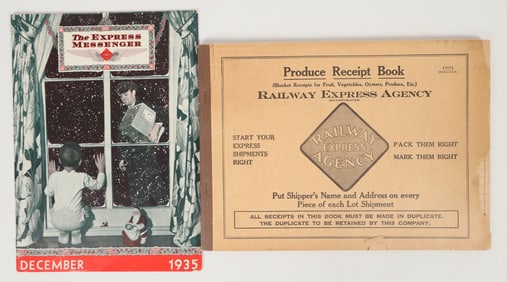 The EXPRESS
MESSENGER
DECEMBER 1935
Produce Receipt Book
(Blanket Receipts for Fruit, Vegetables, Oysters, Produce, Etc.)
RAILWAY EXPRESS AGENCY
INCORPORATED
START YOUR
EXPRESS
SHIPMENTS
RIGHT
RAILWAY
EXPRESS
AGENCY
PACK THEM RIGHT
MARK THEM RIGHT
Put Shipper's Name and Address on every
Piece of each Lot Shipment
ALL RECEIPTS IN THIS BOOK MUST BE MADE IN DUPLICATE.
THE DUPLICATE TO BE RETAINED BY THIS COMPANY.